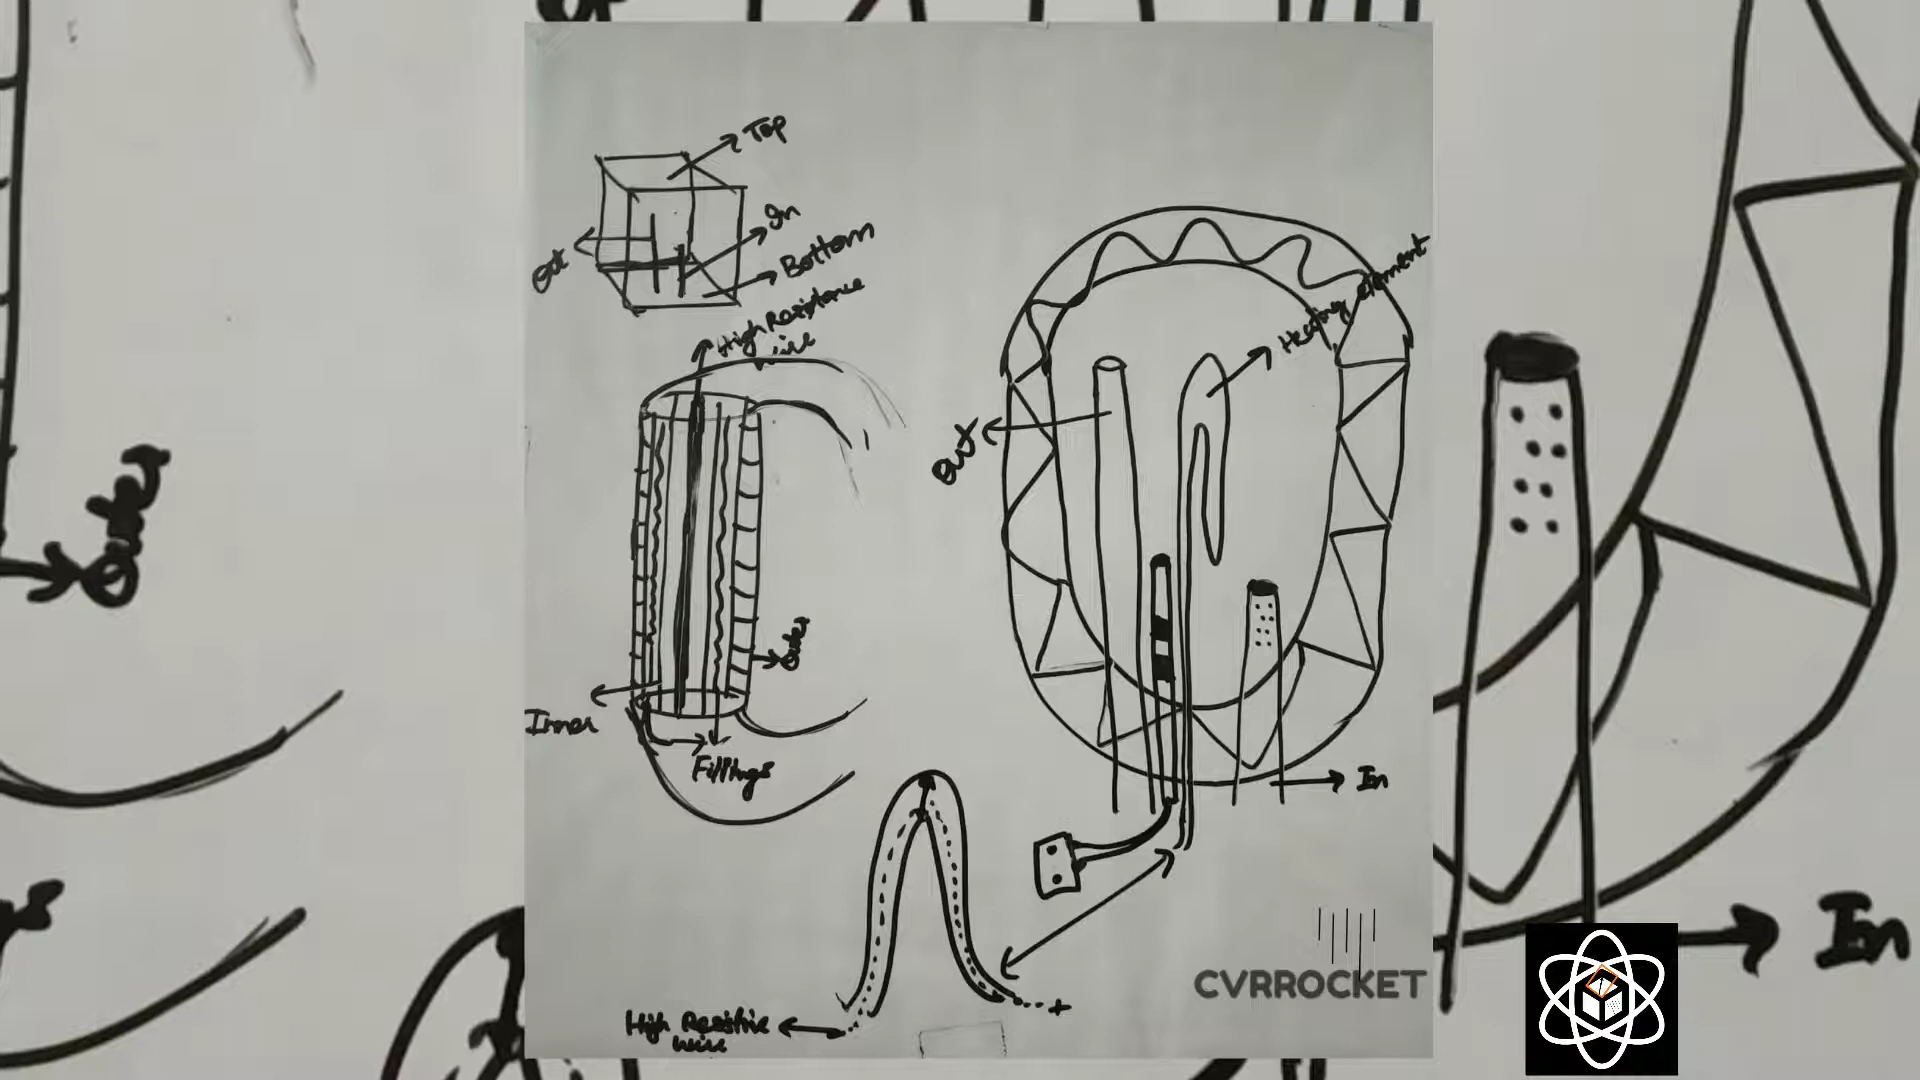 Top
In
Out
Bottom
High Resistance
wire
Heating element
Out
Outer
Inner
Fillings
In
CVRROCKET
High Resistive
wire
+
Outer
In